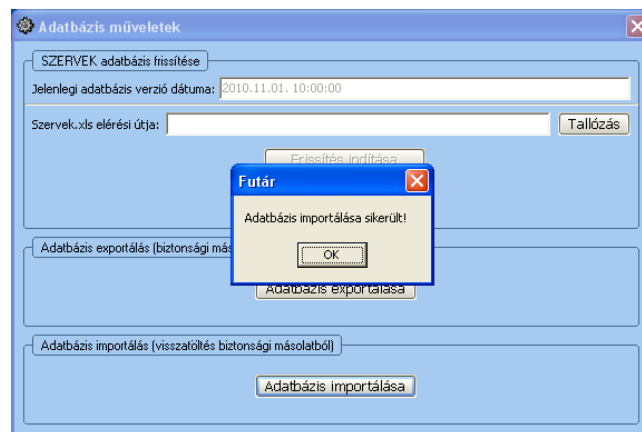 Adatbázis műveletek
SZERVEK adatbázis frissítése
Jelenlegi adatbázis verzió dátuma: 2010.11.01. 10:00:00
Szervek.xls elérési útja: Tallózás
Frissítés indítása
Futár
Adatbázis importálása sikerült!
OK
Adatbázis exportálás (biztonsági más
Adatbázis exportálása
Adatbázis importálás (visszatöltés biztonsági másolatból)
Adatbázis importálása